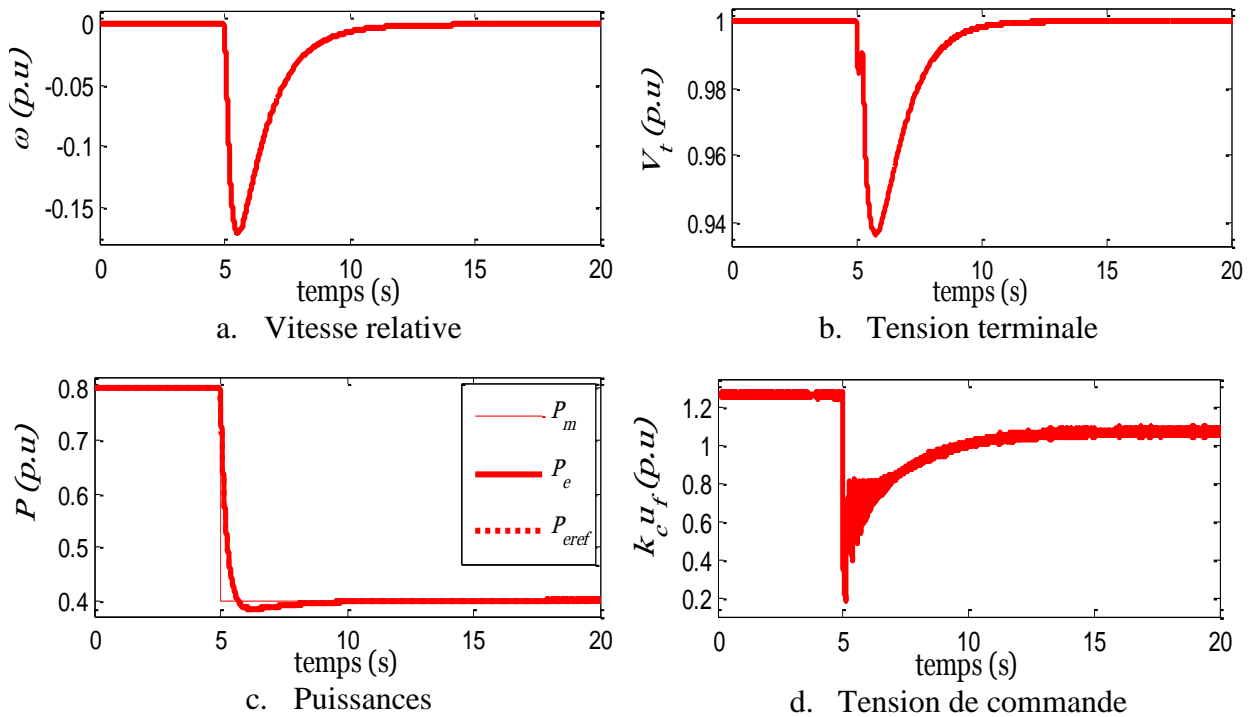 ω (p.u)
0
-0.05
-0.1
-0.15
0 5 10 15 20
temps (s)
a. Vitesse relative
V_t (p.u)
1
0.98
0.96
0.94
0 5 10 15 20
temps (s)
b. Tension terminale
P (p.u)
0.8
0.7
0.6
0.5
0.4
P_m
P_e
P_eref
0 5 10 15 20
temps (s)
c. Puissances
k_c u_f (p.u)
1.2
1
0.8
0.6
0.4
0.2
0 5 10 15 20
temps (s)
d. Tension de commande